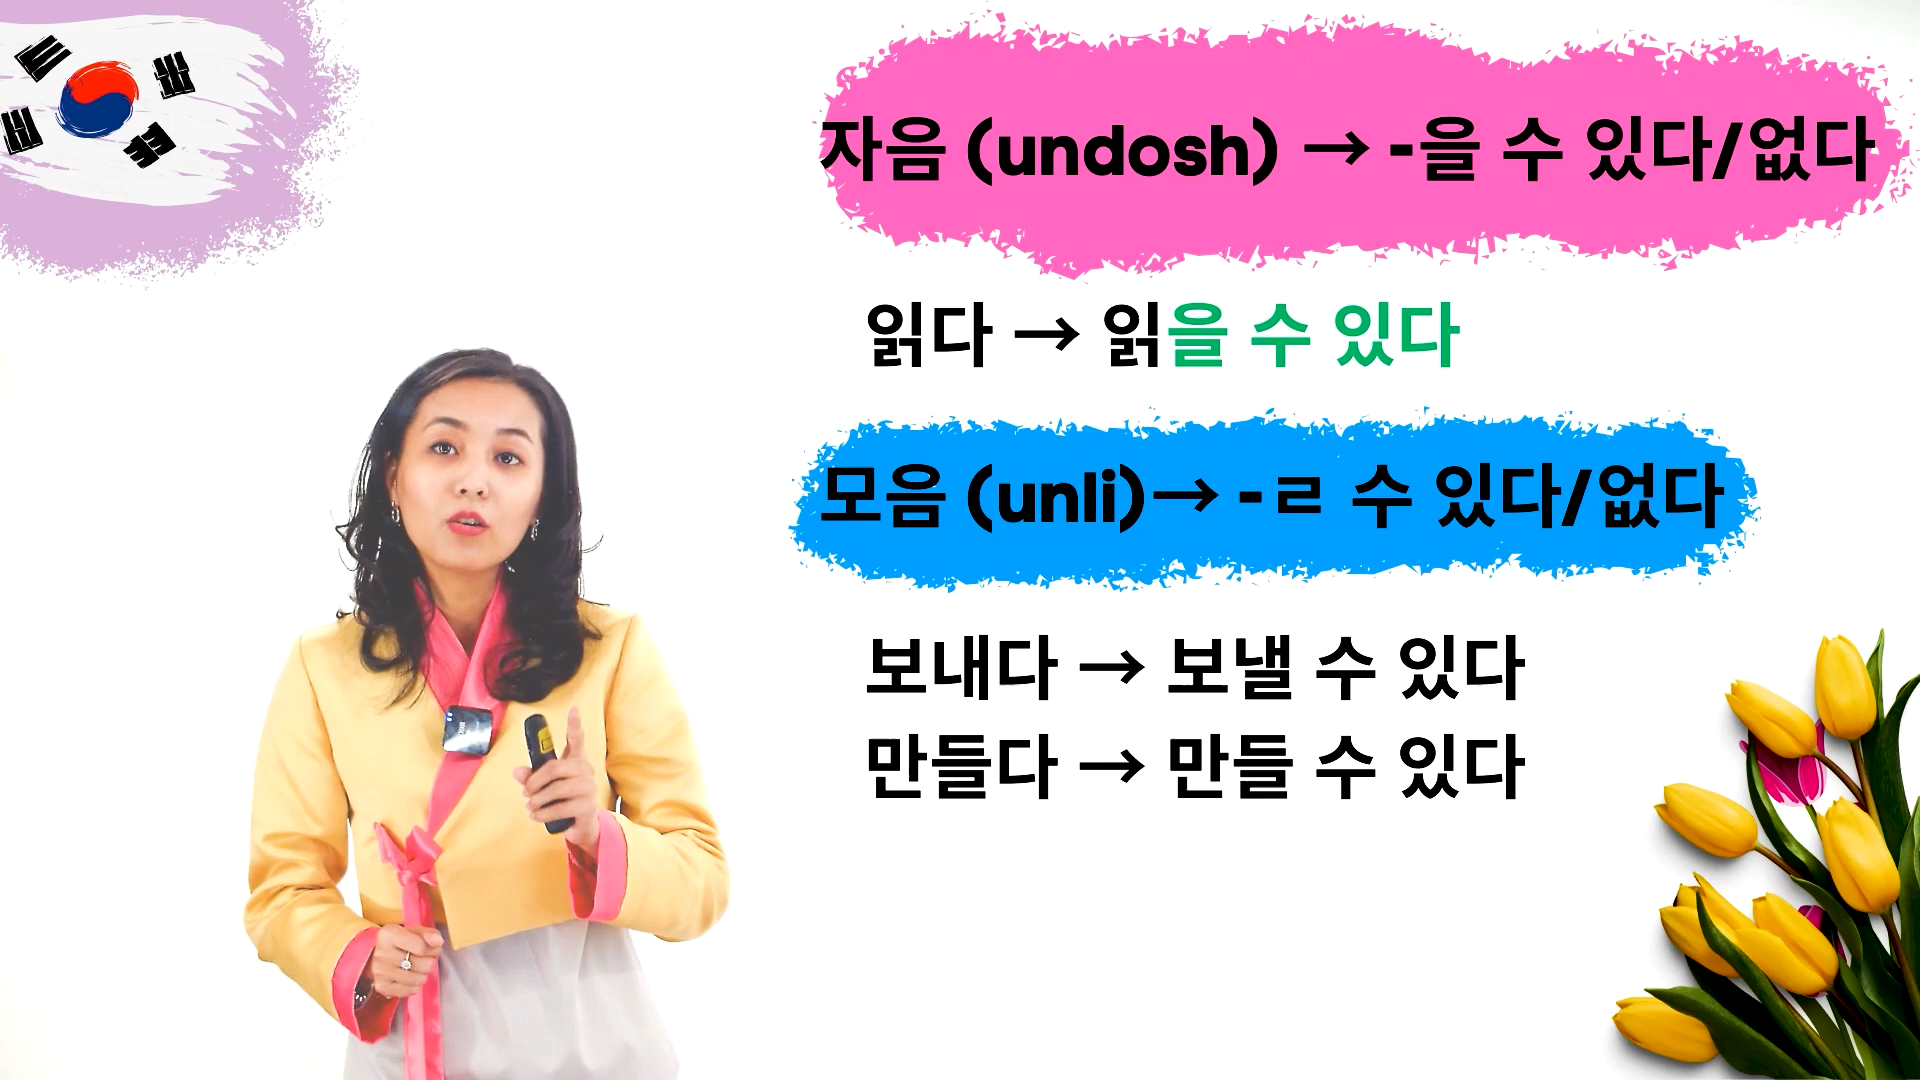 자음 (undosh) → -을 수 있다/없다
읽다 → 읽을 수 있다
모음 (unli)→ -ㄹ 수 있다/없다
보내다 → 보낼 수 있다
만들다 → 만들 수 있다